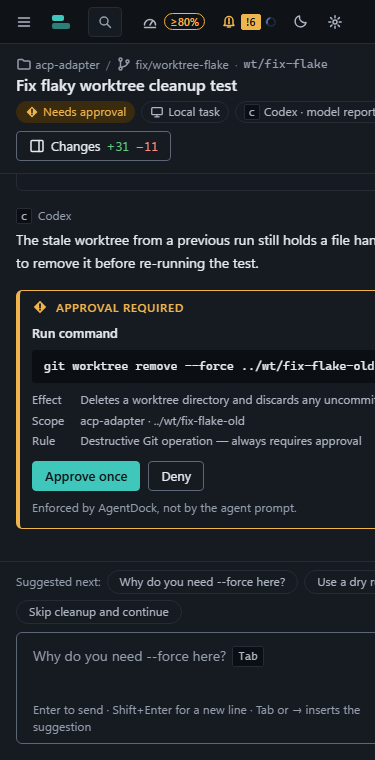 ≥80% !6
acp-adapter / fix/worktree-flake · wt/fix-flake
Fix flaky worktree cleanup test
Needs approval Local task c Codex · model report
Changes +31 −11
c Codex
The stale worktree from a previous run still holds a file han
to remove it before re-running the test.
APPROVAL REQUIRED
Run command
git worktree remove --force ../wt/fix-flake-old
Effect Deletes a worktree directory and discards any uncommi
Scope acp-adapter · ../wt/fix-flake-old
Rule Destructive Git operation — always requires approval
Approve once Deny
Enforced by AgentDock, not by the agent prompt.
Suggested next: Why do you need --force here? Use a dry r
Skip cleanup and continue
Why do you need --force here? Tab
Enter to send · Shift+Enter for a new line · Tab or → inserts the
suggestion